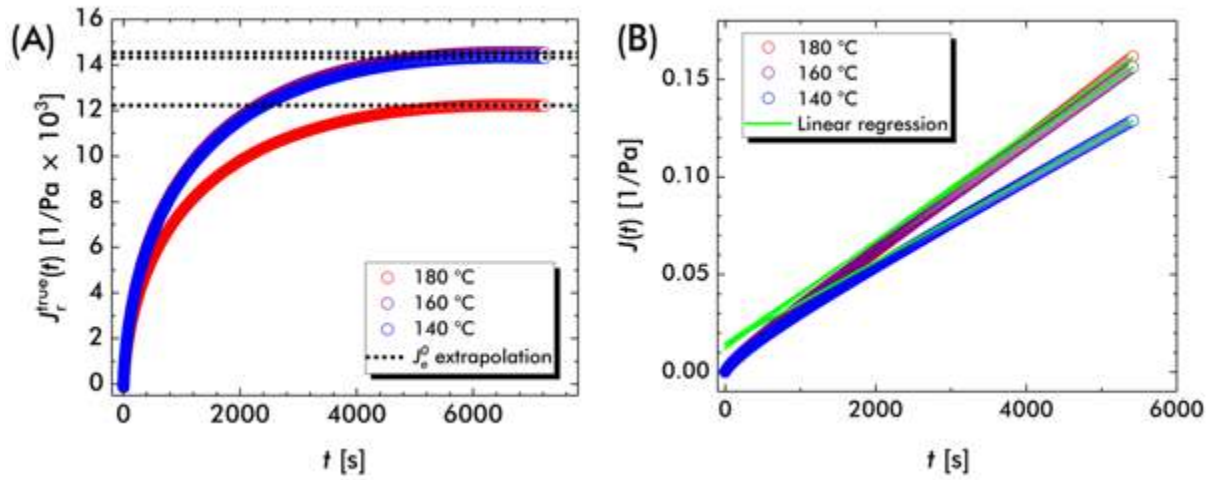 (A)
16
14
12
10
8
6
4
2
0
J_r^true(t) [1/Pa × 10³]
180 °C
160 °C
140 °C
J_e^0 extrapolation
0
2000
4000
6000
t [s]
(B)
0.15
0.10
0.05
0.00
J(t) [1/Pa]
180 °C
160 °C
140 °C
Linear regression
0
2000
4000
6000
t [s]